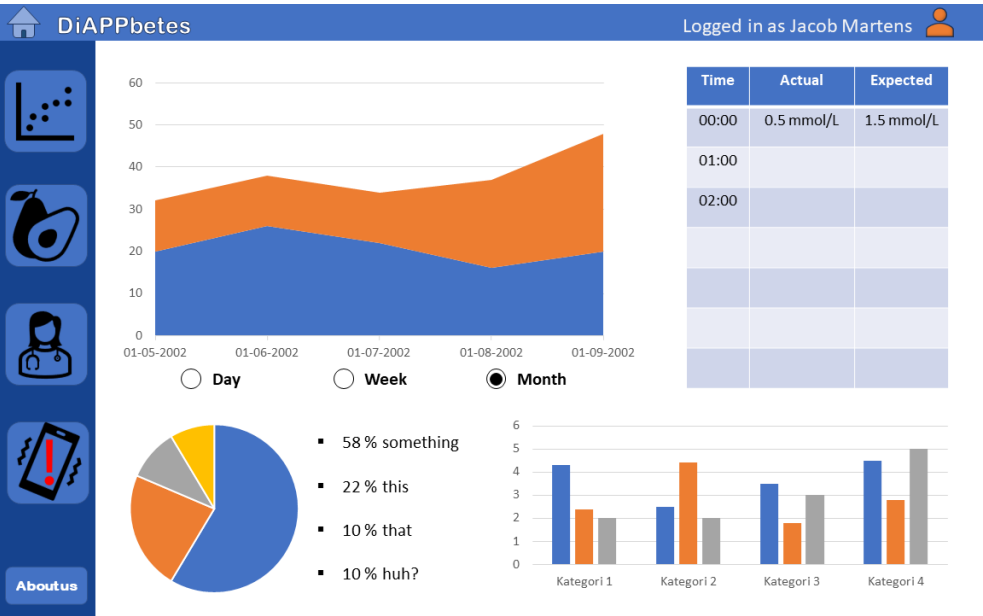 DiAPPbetes
Logged in as Jacob Martens
60
50
40
30
20
10
0
01-05-2002 01-06-2002 01-07-2002 01-08-2002 01-09-2002
Day Week Month
Time Actual Expected
00:00 0.5 mmol/L 1.5 mmol/L
01:00
02:00
58 % something
22 % this
10 % that
10 % huh?
6
5
4
3
2
1
0
Kategori 1 Kategori 2 Kategori 3 Kategori 4
!
About us